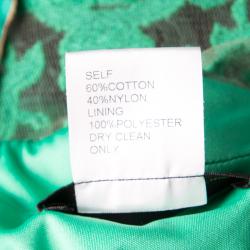 SELF
60%COTTON
40%NYLON
LINING
100%POLYESTER
DRY CLEAN
ONLY